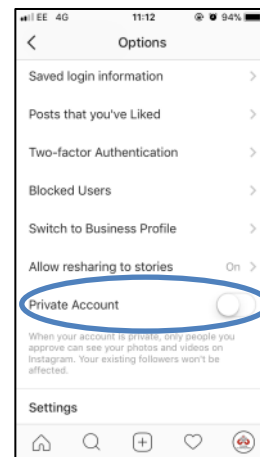 EE 4G 11:12 94%
Options
Saved login information
Posts that you've Liked
Two-factor Authentication
Blocked Users
Switch to Business Profile
Allow resharing to stories On
Private Account
When your account is private, only people you
approve can see your photos and videos on
Instagram. Your existing followers won't be
affected.
Settings